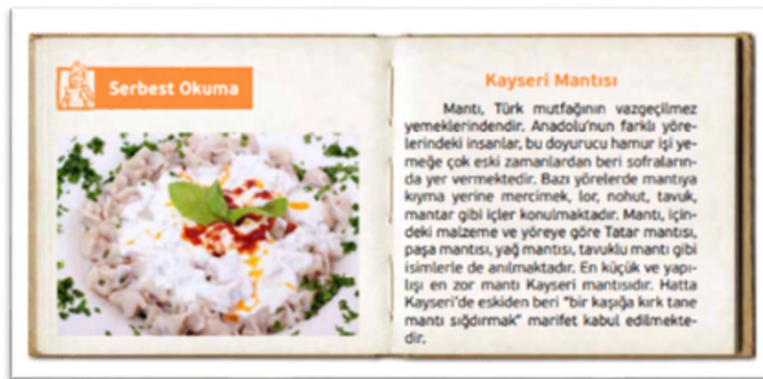 Serbest Okuma
Kayseri Mantısı
Mantı, Türk mutfağının vazgeçilmez
yemeklerindendir. Anadolu'nun farklı yöre-
lerindeki insanlar, bu doyurucu hamur işi ye-
meğe çok eski zamanlardan beri sofraların-
da yer vermektedir. Bazı yörelerde mantıya
kıyma yerine mercimek, lor, nohut, tavuk,
mantar gibi içler konulmaktadır. Mantı, için-
deki malzeme ve yöreye göre Tatar mantısı,
paşa mantısı, yağ mantısı, tavuklu mantı gibi
isimlerle de anılmaktadır. En küçük ve yapı-
lışı en zor mantı Kayseri mantısıdır. Hatta
Kayseri'de eskiden beri "bir kaşığa kırk tane
mantı sığdırmak" marifet kabul edilmekte-
dir.